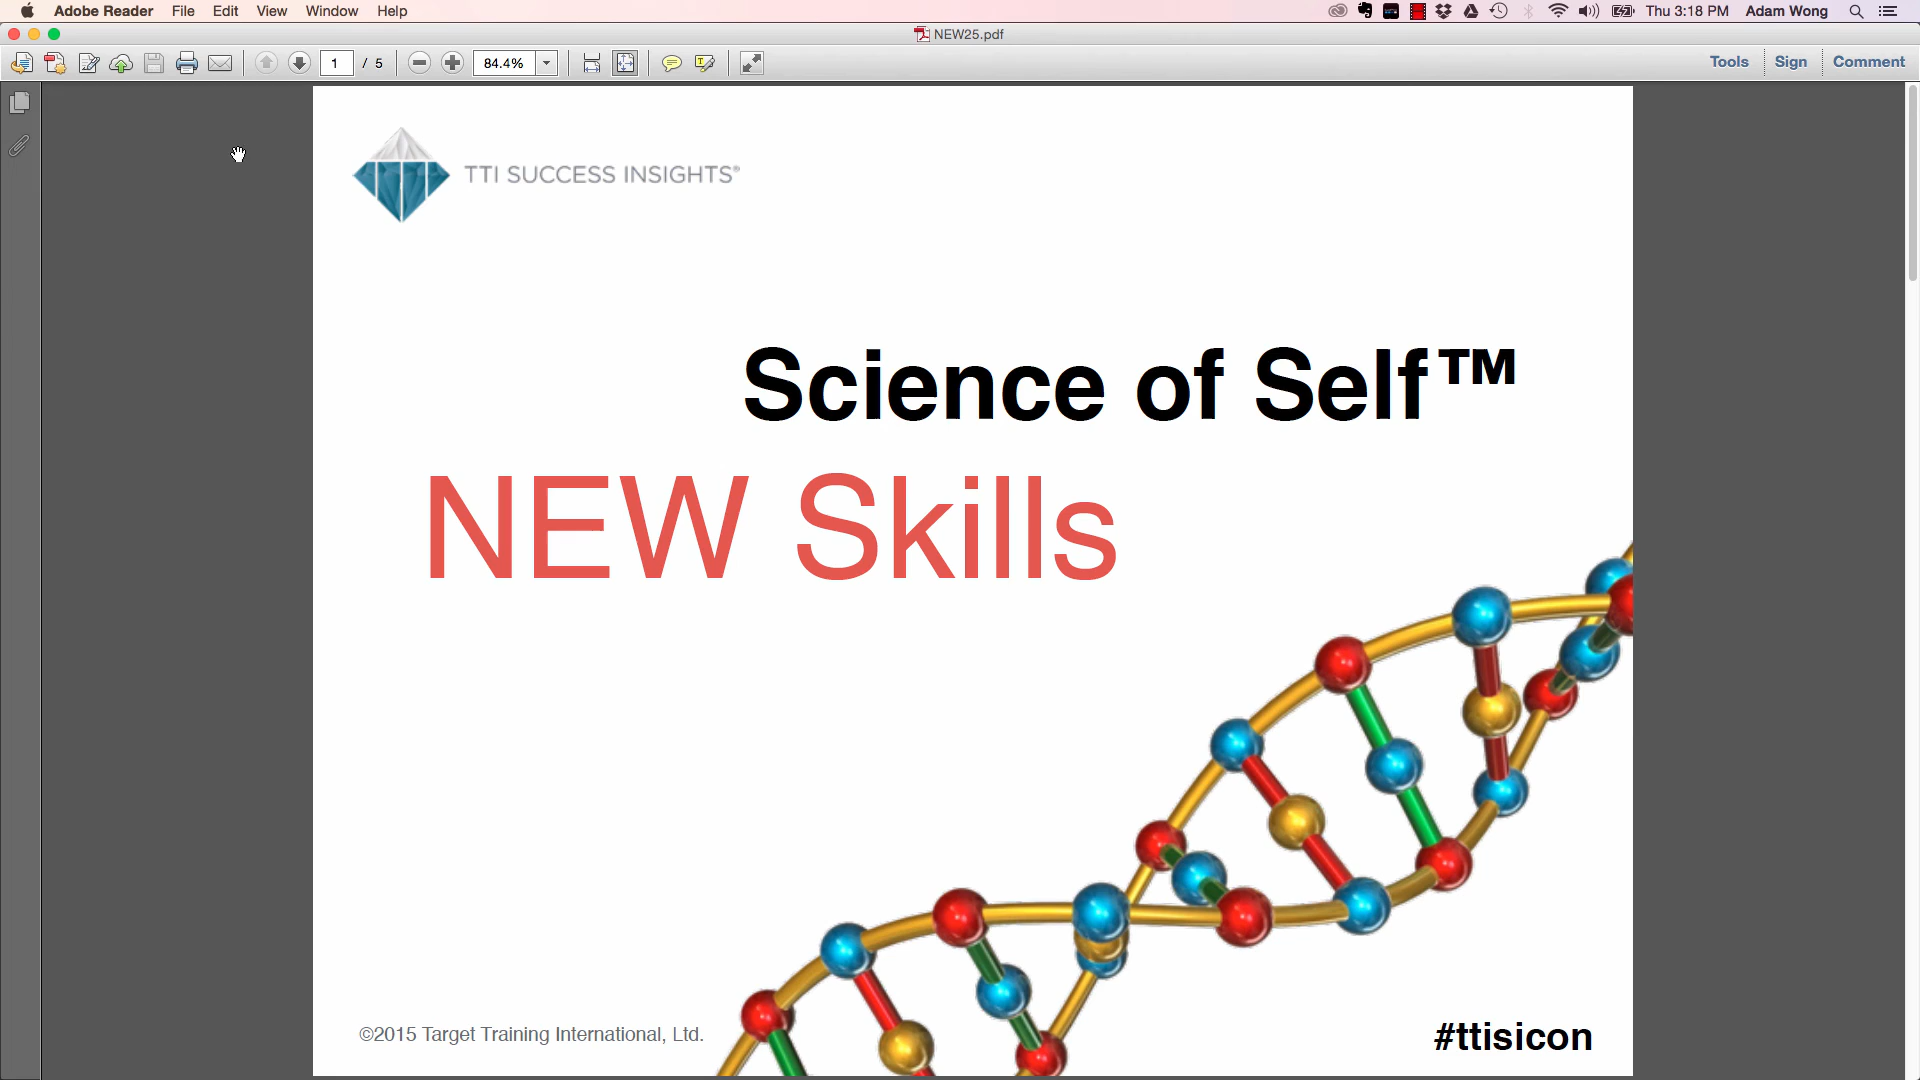 Adobe Reader File Edit View Window Help Thu 3:18 PM Adam Wong
NEW25.pdf
1 / 5 84.4% Tools Sign Comment
TTI SUCCESS INSIGHTS®
Science of Self™
NEW Skills
©2015 Target Training International, Ltd.
#ttisicon